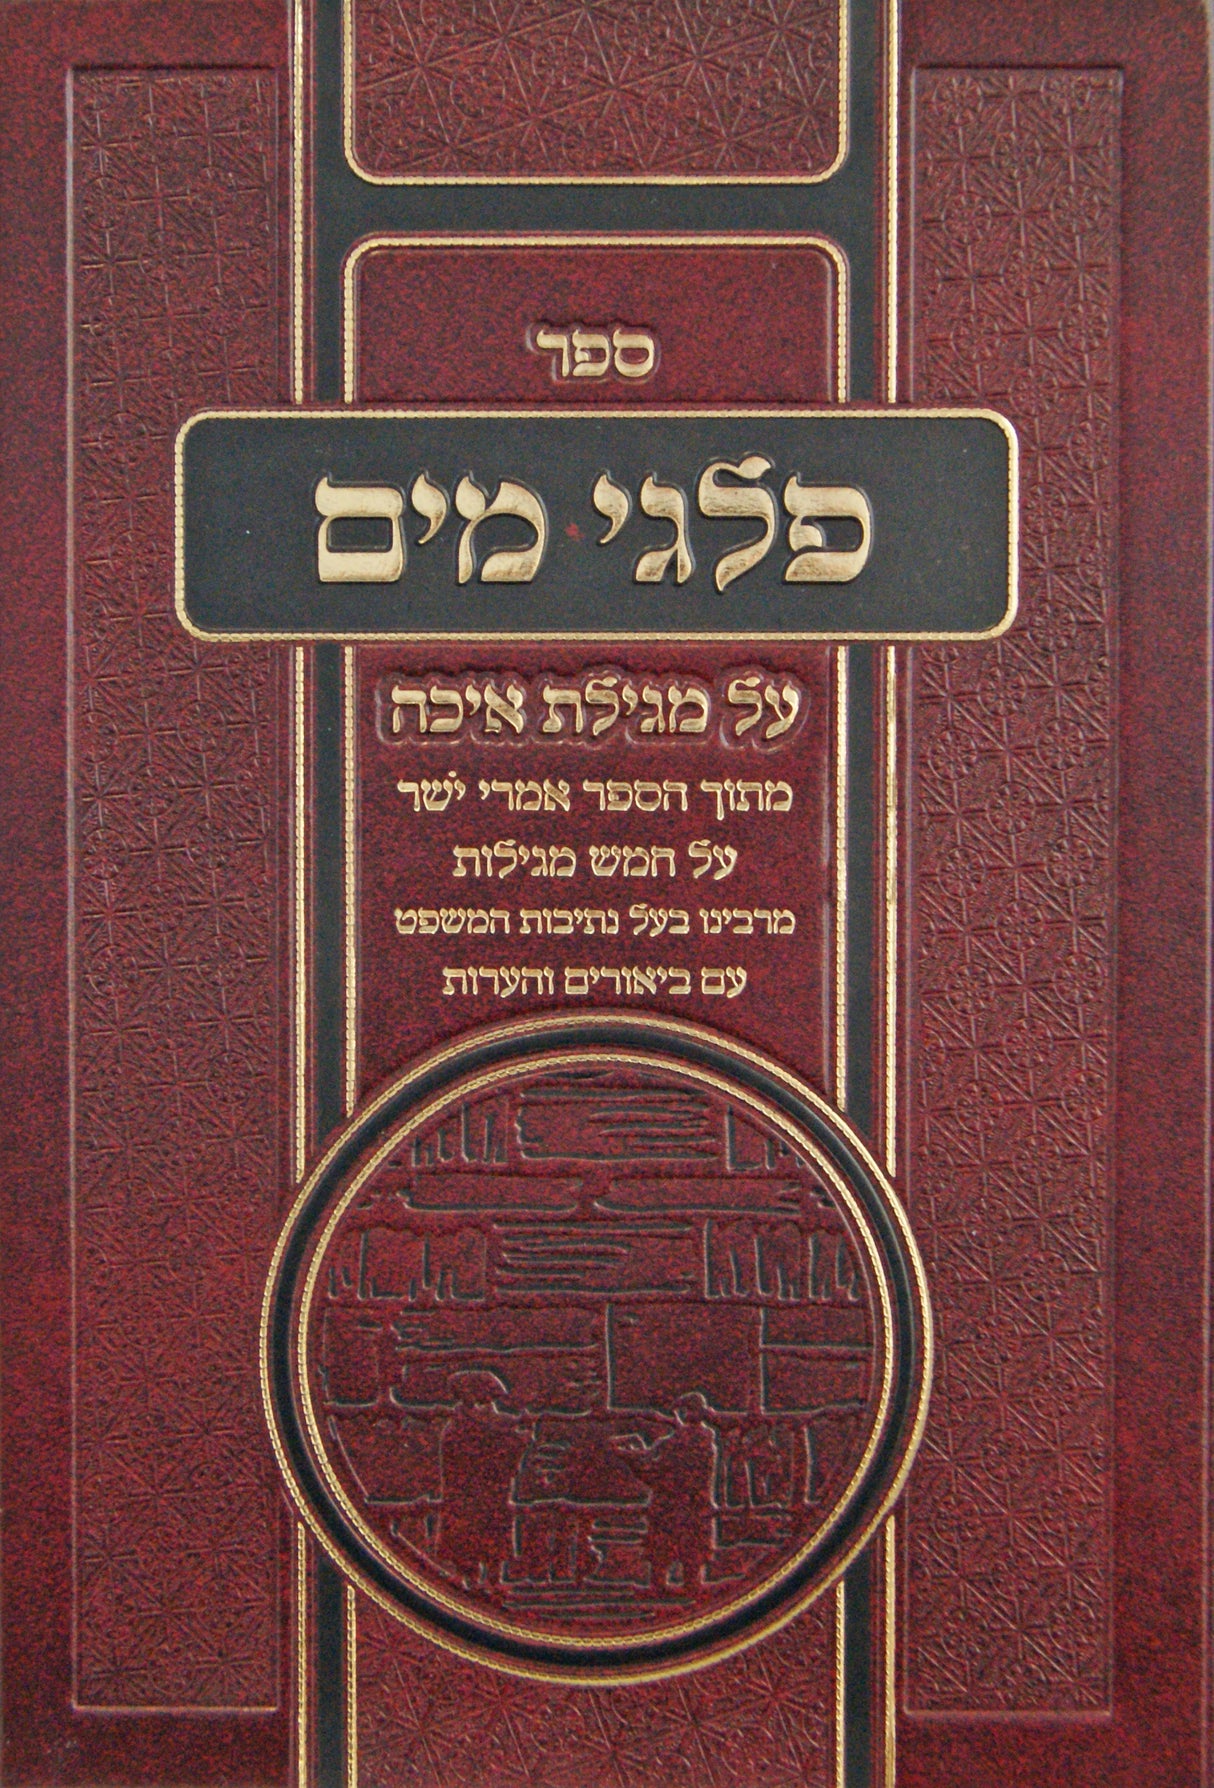 ספר
פלגי מים
על מגילת איכה
מתוך הספר אמרי יושר
על חמש מגילות
מרבינו בעל נתיבות המשפט
עם ביאורים והערות